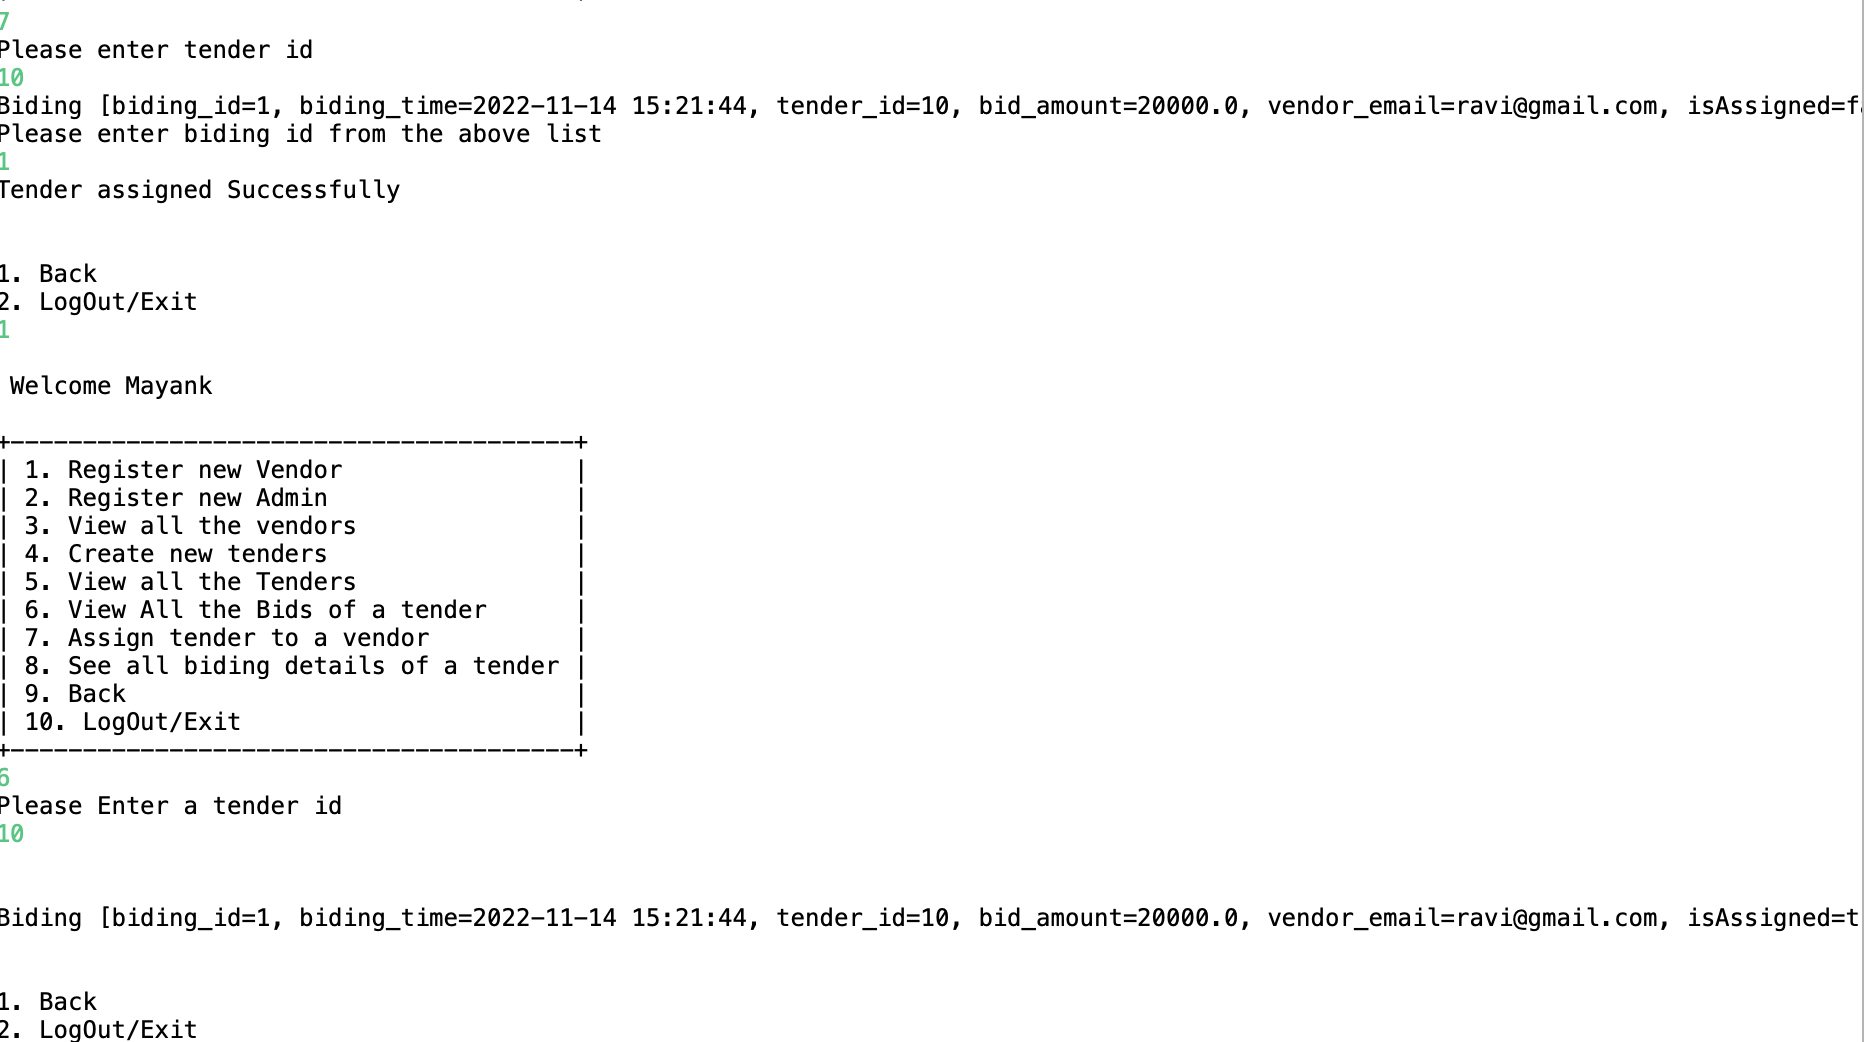 7
Please enter tender id
10
Biding [biding_id=1, biding_time=2022-11-14 15:21:44, tender_id=10, bid_amount=20000.0, vendor_email=ravi@gmail.com, isAssigned=f
Please enter biding id from the above list
1
Tender assigned Successfully
1. Back
2. LogOut/Exit
1
Welcome Mayank
+---------------------------------------+
| 1. Register new Vendor                |
| 2. Register new Admin                 |
| 3. View all the vendors               |
| 4. Create new tenders                 |
| 5. View all the Tenders               |
| 6. View All the Bids of a tender      |
| 7. Assign tender to a vendor          |
| 8. See all biding details of a tender |
| 9. Back                               |
| 10. LogOut/Exit                       |
+---------------------------------------+
6
Please Enter a tender id
10
Biding [biding_id=1, biding_time=2022-11-14 15:21:44, tender_id=10, bid_amount=20000.0, vendor_email=ravi@gmail.com, isAssigned=t
1. Back
2. LogOut/Exit